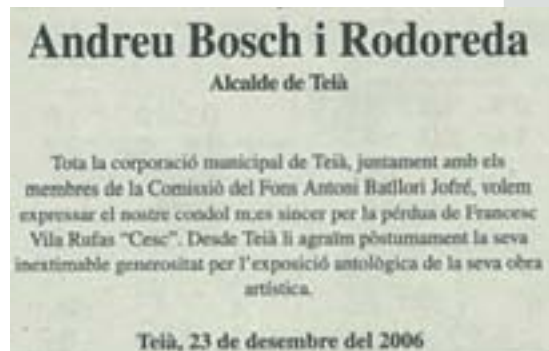 Andreu Bosch i Rodoreda
Alcalde de Teià
Tota la corporació municipal de Teià, juntament amb els
membres de la Comissiò del Fons Antoni Batllori Jofré, volem
expressar el nostre condol m,es sincer per la pérdua de Francesc
Vila Rufas "Cesc". Desde Teià li agraïm pòstumament la seva
inextimable generositat per l'exposició antològica de la seva obra
artística.
Teià, 23 de desembre del 2006